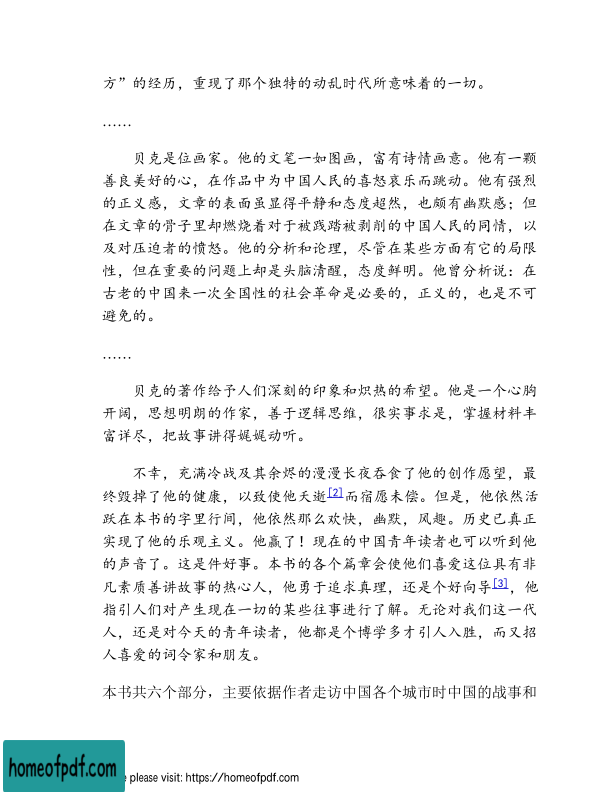 方”的经历，重现了那个独特的动乱时代所意味着的一切。
……
贝克是位画家。他的文笔一如图画，富有诗情画意。他有一颗
善良美好的心，在作品中为中国人民的喜怒哀乐而跳动。他有强烈
的正义感，文章的表面虽显得平静和态度超然，也颇有幽默感；但
在文章的骨子里却燃烧着对于被践踏被剥削的中国人民的同情，以
及对压迫者的愤怒。他的分析和论理，尽管在某些方面有它的局限
性，但在重要的问题上却是头脑清醒，态度鲜明。他曾分析说：在
古老的中国来一次全国性的社会革命是必要的，正义的，也是不可
避免的。
……
贝克的著作给予人们深刻的印象和炽热的希望。他是一个心胸
开阔，思想明朗的作家，善于逻辑思维，很实事求是，掌握材料丰
富详尽，把故事讲得娓娓动听。
不幸，充满冷战及其余烬的漫漫长夜吞食了他的创作愿望，最
终毁掉了他的健康，以致使他夭逝[2]而宿愿未偿。但是，他依然活
跃在本书的字里行间，他依然那么欢快，幽默，风趣。历史已真正
实现了他的乐观主义。他赢了！现在的中国青年读者也可以听到他
的声音了。这是件好事。本书的各个篇章会使他们喜爱这位具有非
凡素质善讲故事的热心人，他勇于追求真理，还是个好向导[3]，他
指引人们对产生现在一切的某些往事进行了解。无论对我们这一代
人，还是对今天的青年读者，他都是个博学多才引人入胜，而又招
人喜爱的词令家和朋友。
本书共六个部分，主要依据作者走访中国各个城市时中国的战事和
homeofpdf.com
please visit: https://homeofpdf.com